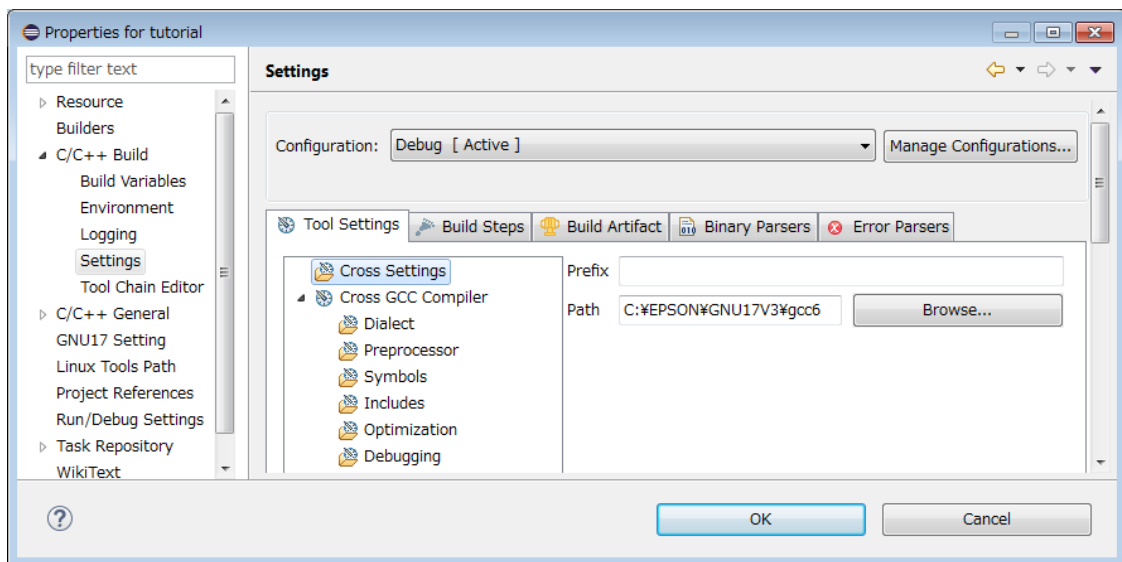 Properties for tutorial
type filter text
Resource
Builders
C/C++ Build
Build Variables
Environment
Logging
Settings
Tool Chain Editor
C/C++ General
GNU17 Setting
Linux Tools Path
Project References
Run/Debug Settings
Task Repository
WikiText
Settings
Configuration: Debug [ Active ] Manage Configurations...
Tool Settings Build Steps Build Artifact Binary Parsers Error Parsers
Cross Settings
Cross GCC Compiler
Dialect
Preprocessor
Symbols
Includes
Optimization
Debugging
Prefix
Path C:¥EPSON¥GNU17V3¥gcc6 Browse...
OK Cancel